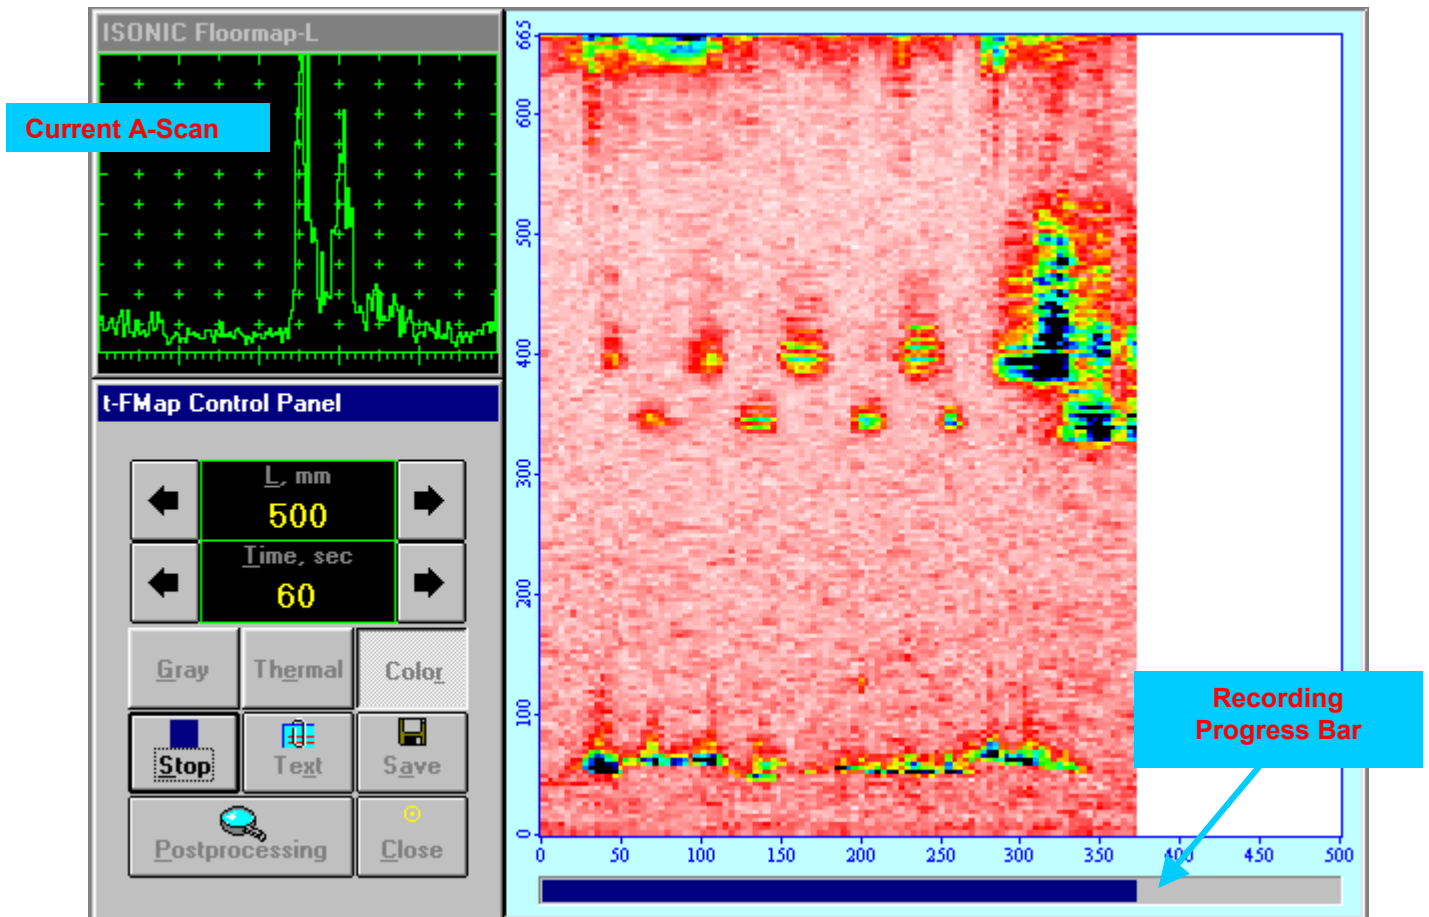 ISONIC Floormap-L
Current A-Scan
t-FMap Control Panel
L, mm
500
Time, sec
60
Gray
Thermal
Color
Stop
Text
Save
Postprocessing
Close
665
600
500
400
300
200
100
0
0 50 100 150 200 250 300 350 400 450 500
Recording
Progress Bar